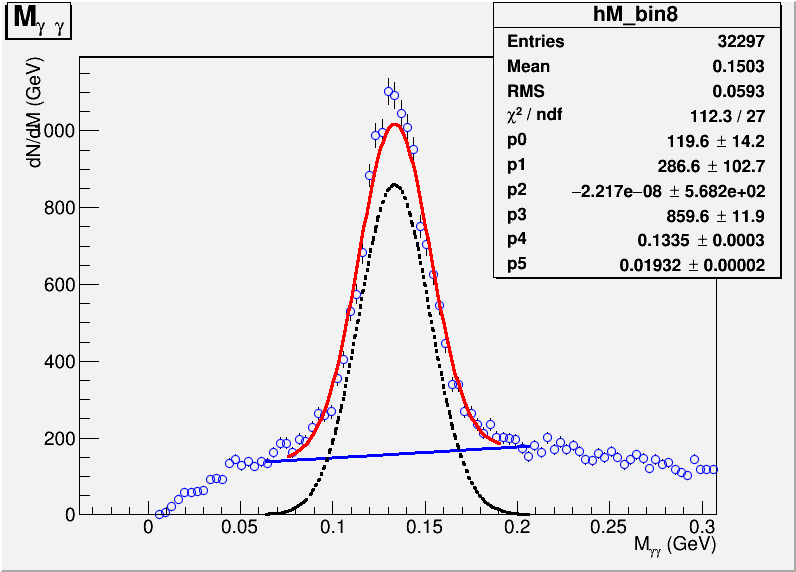 M γ γ
hM_bin8
Entries 32297
Mean 0.1503
RMS 0.0593
χ² / ndf 112.3 / 27
p0 119.6 ± 14.2
p1 286.6 ± 102.7
p2 −2.217e−08 ± 5.682e+02
p3 859.6 ± 11.9
p4 0.1335 ± 0.0003
p5 0.01932 ± 0.00002
dN/dM (GeV)
1000
800
600
400
200
0
0 0.05 0.1 0.15 0.2 0.25 0.3
M γγ (GeV)